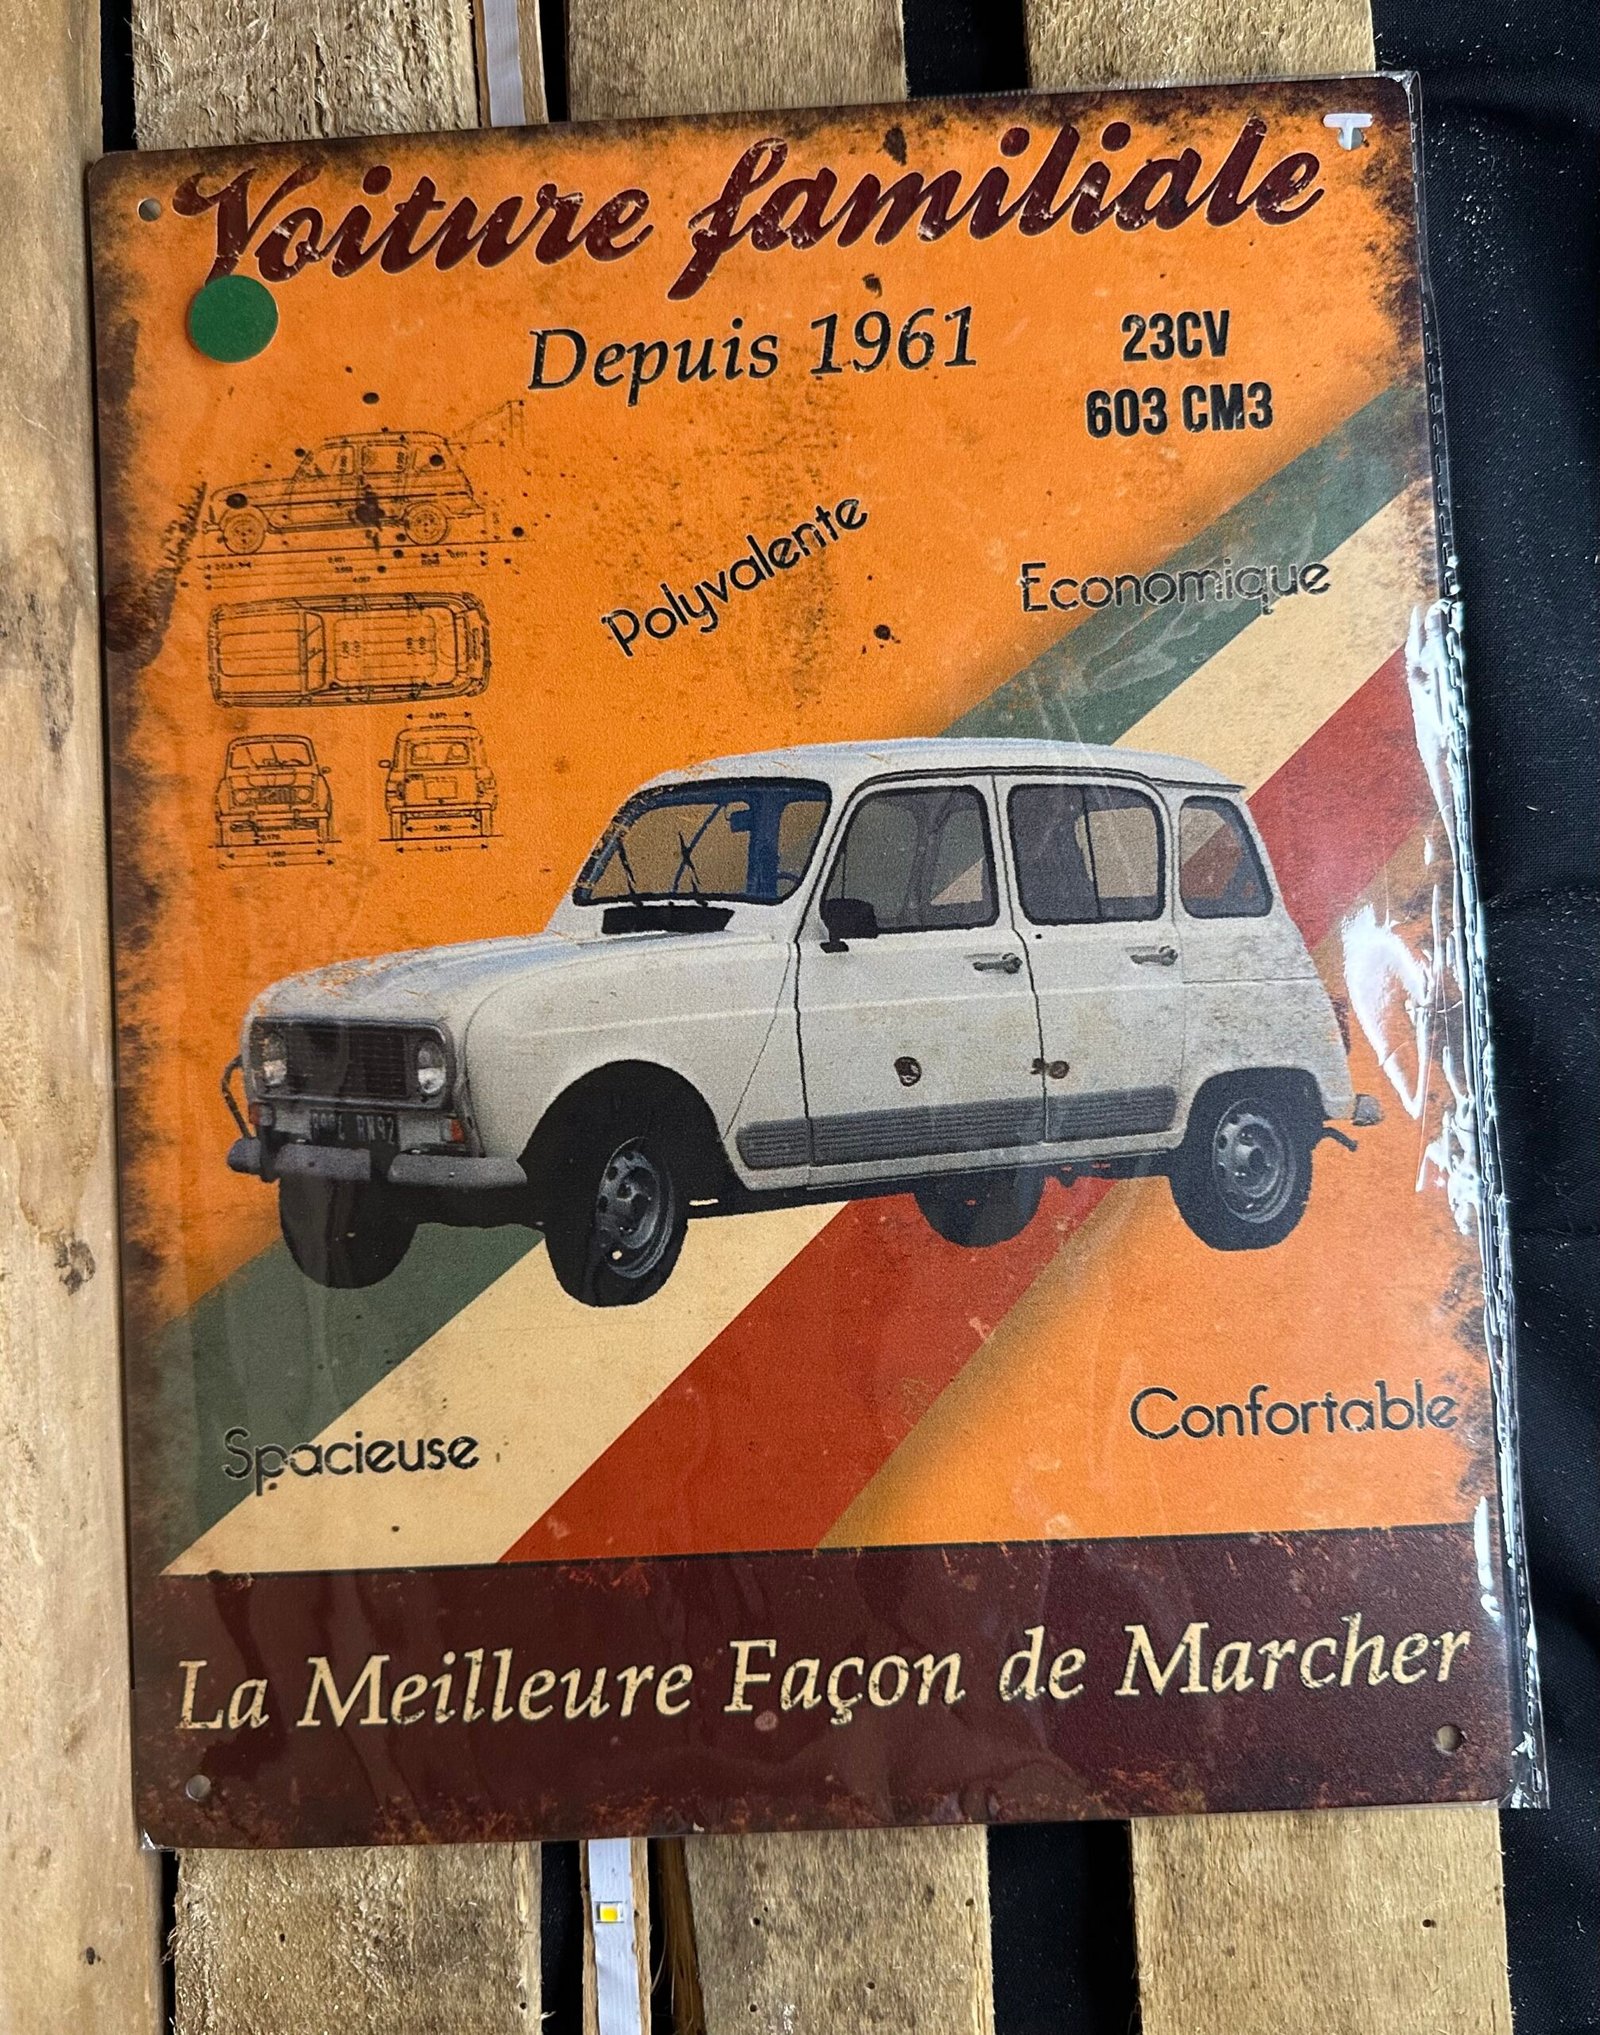 Voiture familiale
Depuis 1961
23CV
603 CM3
Polyvalente
Economique
Spacieuse
Confortable
La Meilleure Façon de Marcher